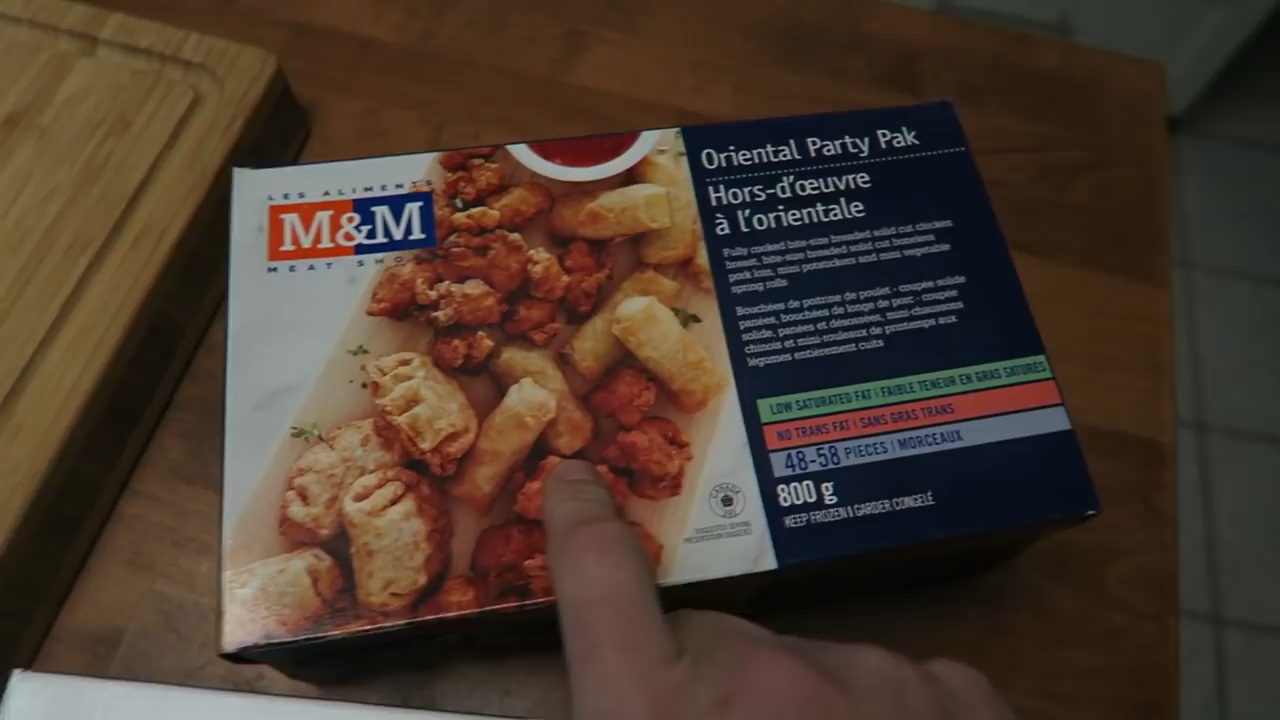 LES ALIMENTS
M&M
MEAT SHO
Oriental Party Pak
Hors-d'œuvre
à l'orientale
Fully cooked bite-size breaded solid cut chicken
breast, bite-size breaded solid cut boneless
pork loin, mini potstickers and mini vegetable
spring rolls
Bouchées de poitrine de poulet - coupée solide
panées, bouchées de longe de porc - coupée
solide, panées et désossées, mini-chaussons
chinois et mini-rouleaux de printemps aux
légumes entièrement cuits
LOW SATURATED FAT | FAIBLE TENEUR EN GRAS SATURÉS
NO TRANS FAT | SANS GRAS TRANS
48-58 PIECES | MORCEAUX
800 g
KEEP FROZEN | GARDER CONGELÉ
CANADA
SUGGESTED SERVING